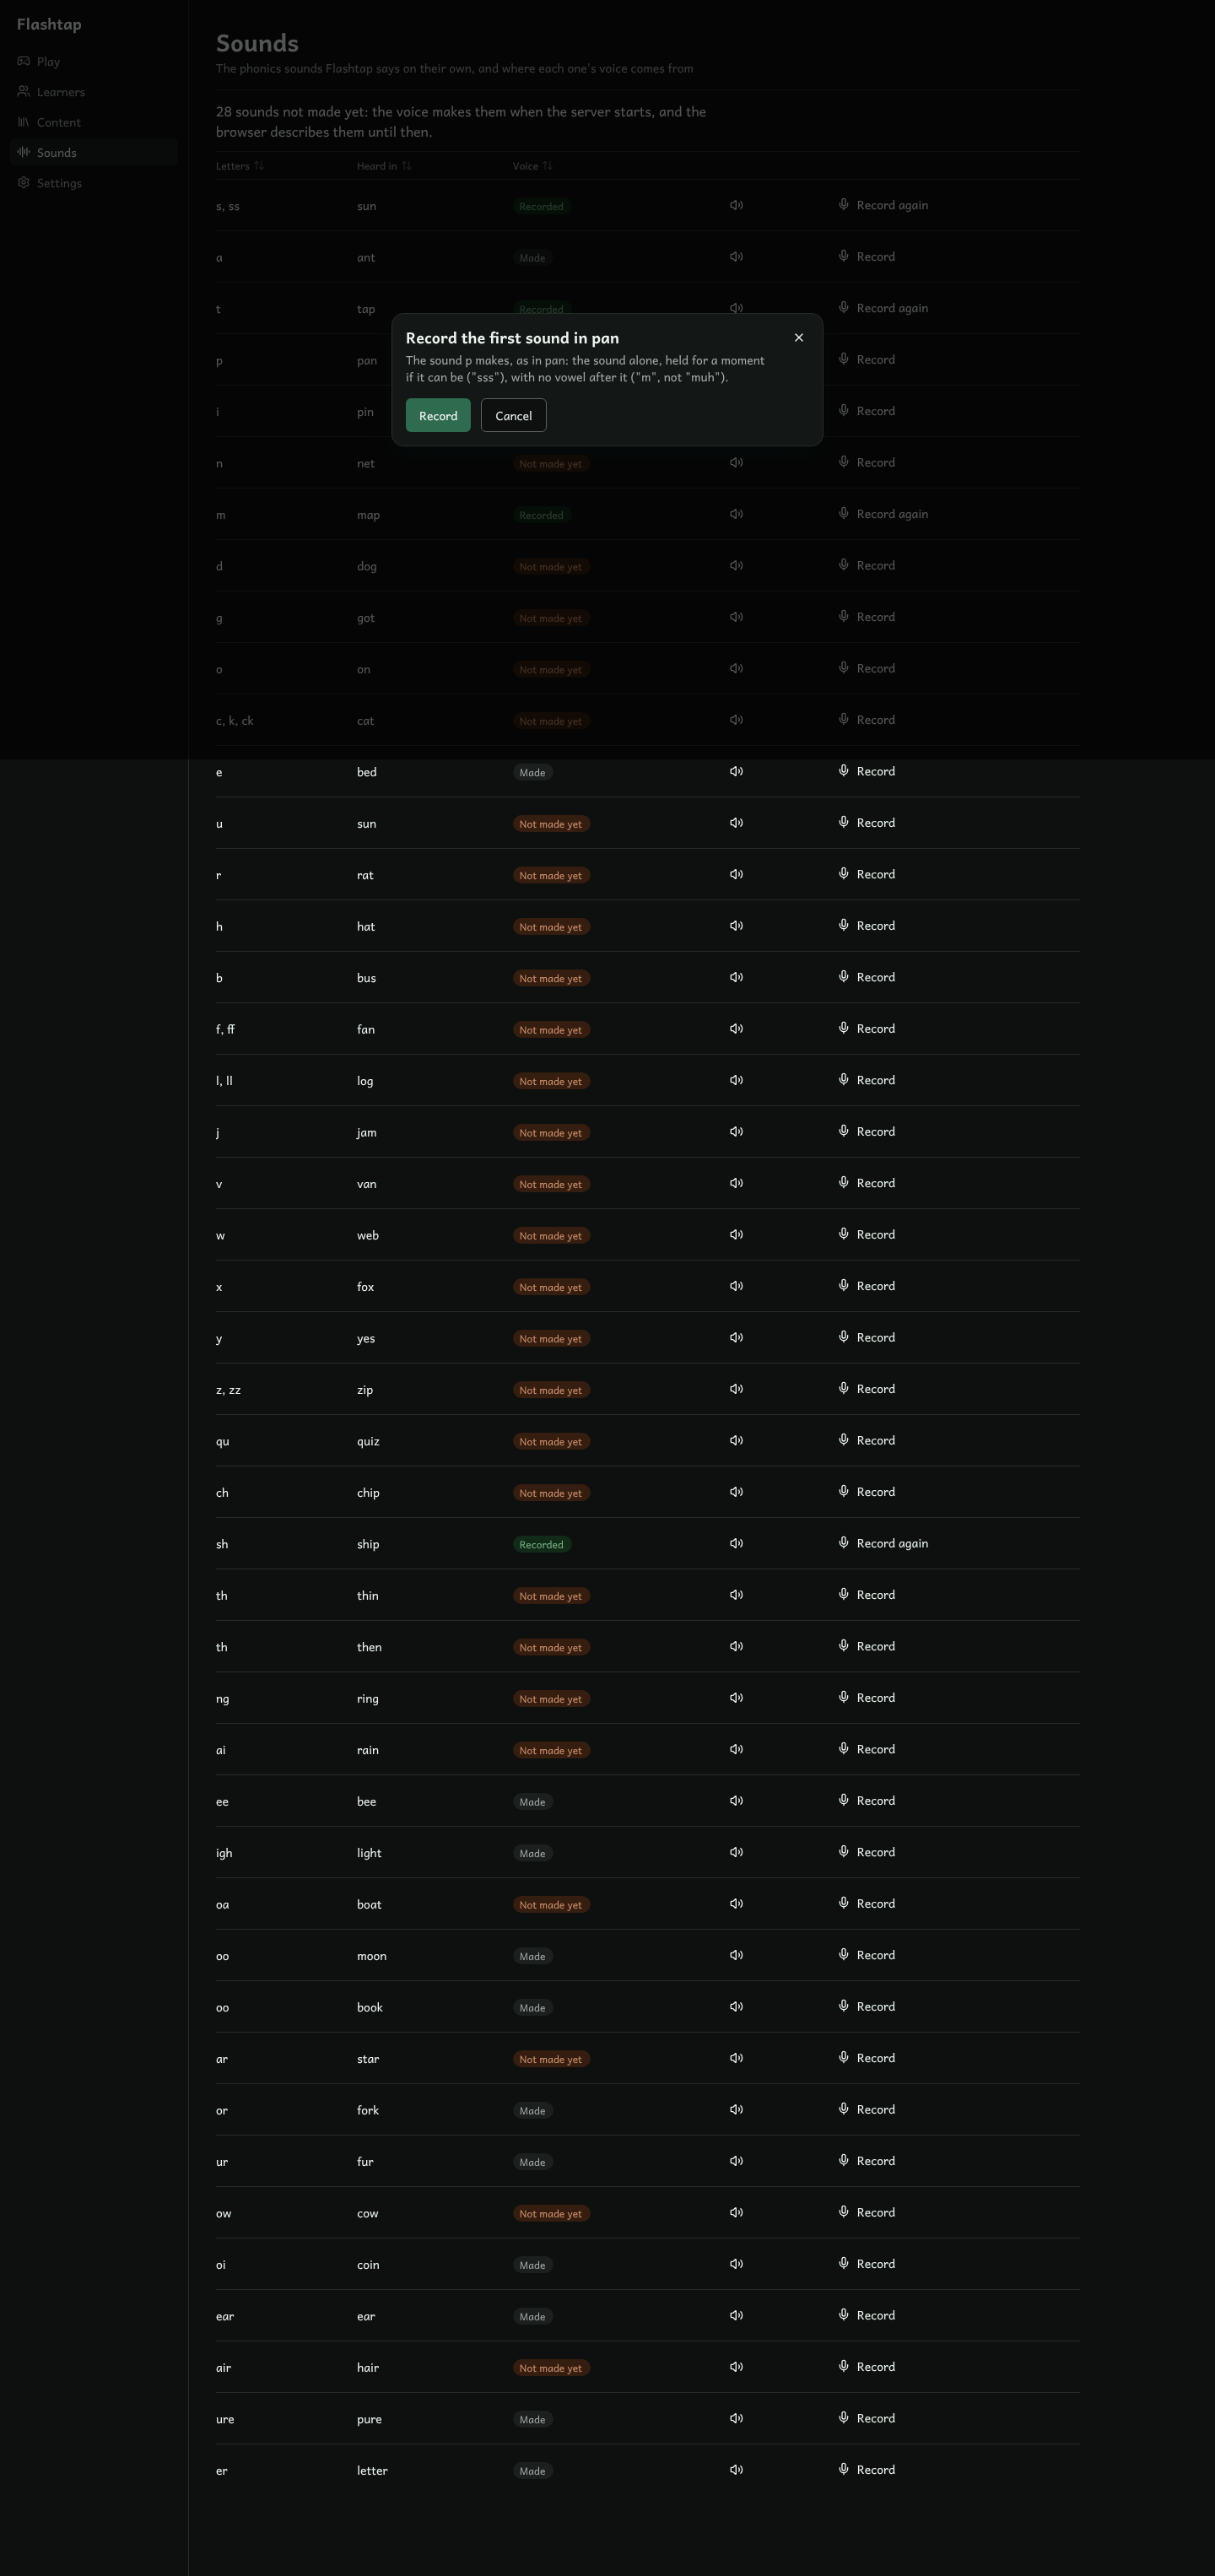 Flashtap
Play
Learners
Content
Sounds
Settings
Sounds
The phonics sounds Flashtap says on their own, and where each one's voice comes from
28 sounds not made yet: the voice makes them when the server starts, and the
browser describes them until then.
Letters Heard in Voice
s, ss sun Recorded Record again
a ant Made Record
t tap Recorded Record again
p pan Record
i pin Record
Record the first sound in pan
The sound p makes, as in pan: the sound alone, held for a moment
if it can be ("sss"), with no vowel after it ("m", not "muh").
Record Cancel
n net Not made yet Record
m map Recorded Record again
d dog Not made yet Record
g got Not made yet Record
o on Not made yet Record
c, k, ck cat Not made yet Record
e bed Made Record
u sun Not made yet Record
r rat Not made yet Record
h hat Not made yet Record
b bus Not made yet Record
f, ff fan Not made yet Record
l, ll log Not made yet Record
j jam Not made yet Record
v van Not made yet Record
w web Not made yet Record
x fox Not made yet Record
y yes Not made yet Record
z, zz zip Not made yet Record
qu quiz Not made yet Record
ch chip Not made yet Record
sh ship Recorded Record again
th thin Not made yet Record
th then Not made yet Record
ng ring Not made yet Record
ai rain Not made yet Record
ee bee Made Record
igh light Made Record
oa boat Not made yet Record
oo moon Made Record
oo book Made Record
ar star Not made yet Record
or fork Made Record
ur fur Made Record
ow cow Not made yet Record
oi coin Made Record
ear ear Made Record
air hair Not made yet Record
ure pure Made Record
er letter Made Record